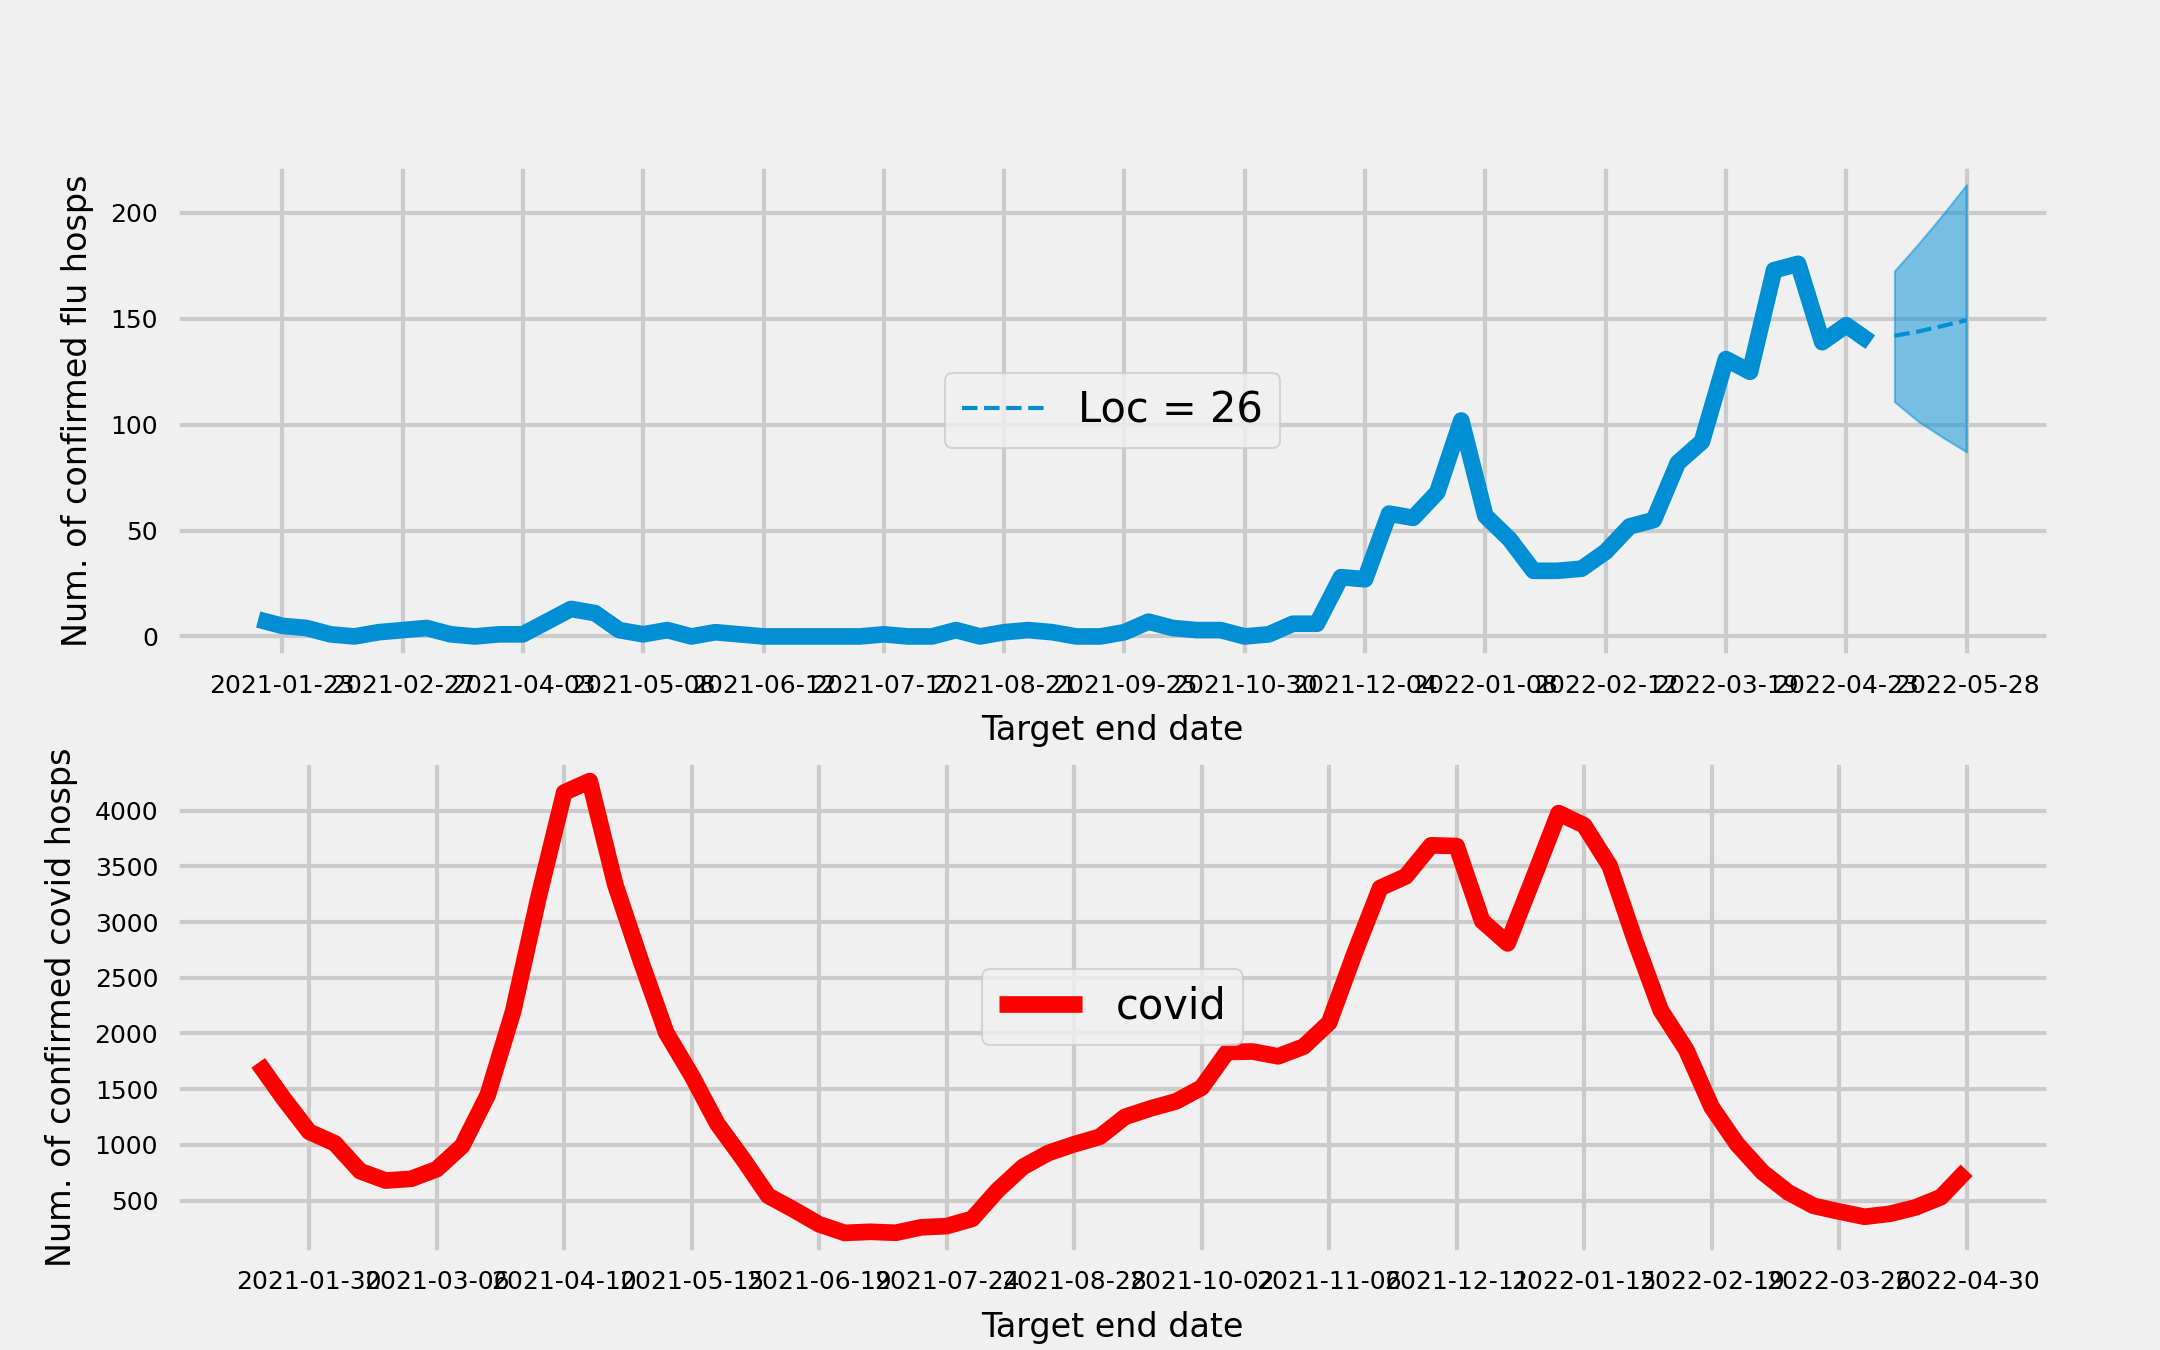 Num. of confirmed flu hosps
200
150
100
50
0
Loc = 26
2021-01-23 2021-02-27 2021-04-03 2021-05-08 2021-06-12 2021-07-17 2021-08-21 2021-09-25 2021-10-30 2021-12-04 2022-01-08 2022-02-12 2022-03-19 2022-04-23 2022-05-28
Target end date
Num. of confirmed covid hosps
4000
3500
3000
2500
2000
1500
1000
500
covid
2021-01-30 2021-03-06 2021-04-10 2021-05-15 2021-06-19 2021-07-24 2021-08-28 2021-10-02 2021-11-06 2021-12-11 2022-01-15 2022-02-19 2022-03-26 2022-04-30
Target end date